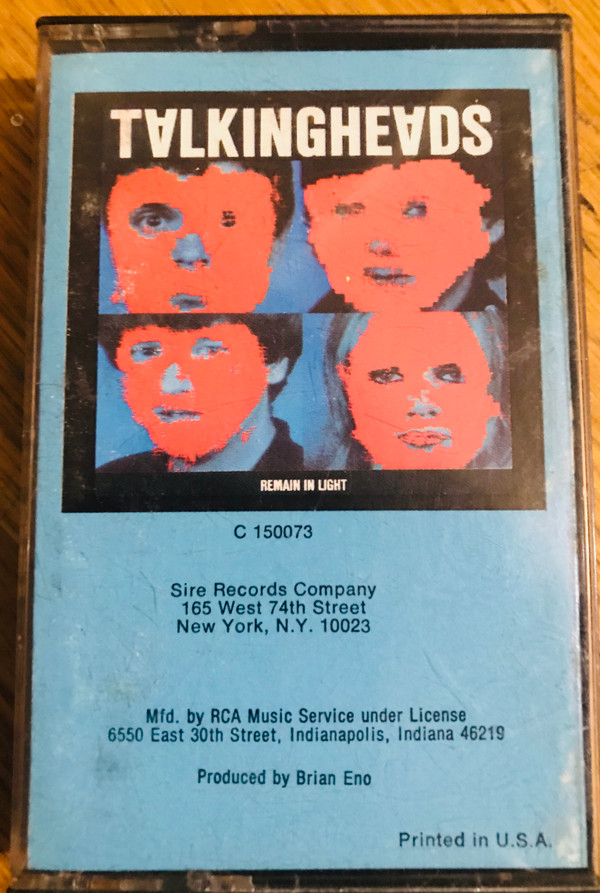 TALKINGHEADS
REMAIN IN LIGHT
C 150073
Sire Records Company
165 West 74th Street
New York, N.Y. 10023
Mfd. by RCA Music Service under License
6550 East 30th Street, Indianapolis, Indiana 46219
Produced by Brian Eno
Printed in U.S.A.